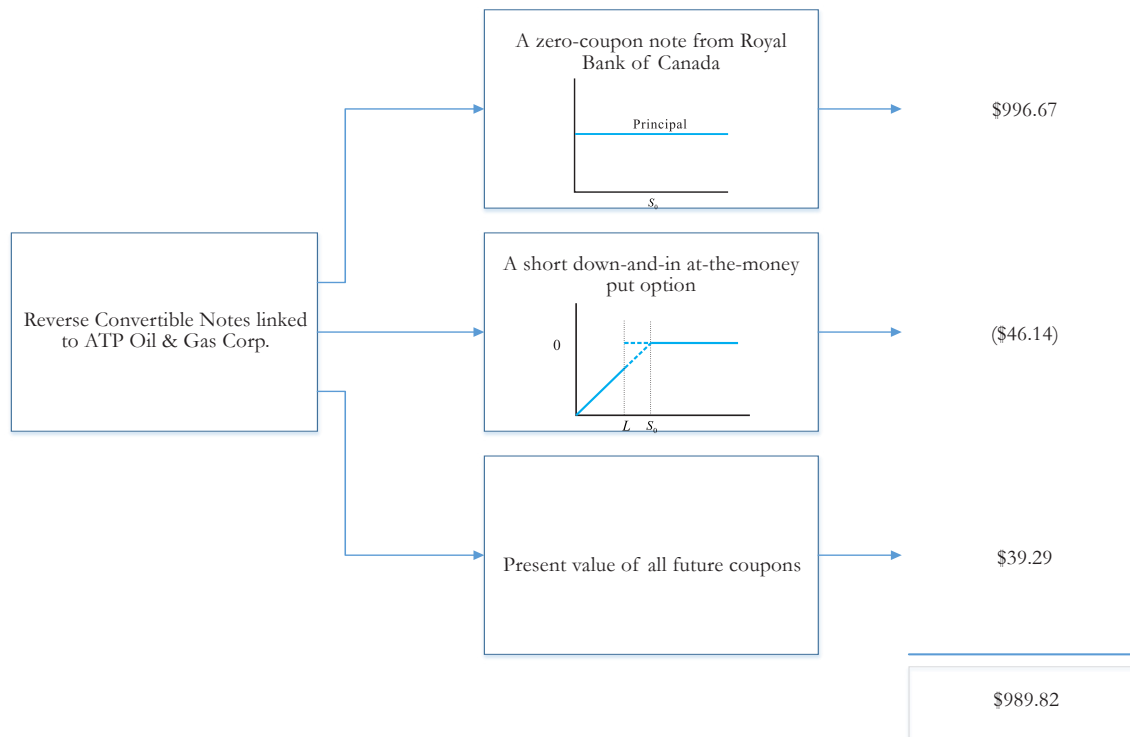 A zero-coupon note from Royal
Bank of Canada
Principal
S₀
$996.67
Reverse Convertible Notes linked
to ATP Oil & Gas Corp.
A short down-and-in at-the-money
put option
0
L S₀
($46.14)
Present value of all future coupons
$39.29
$989.82